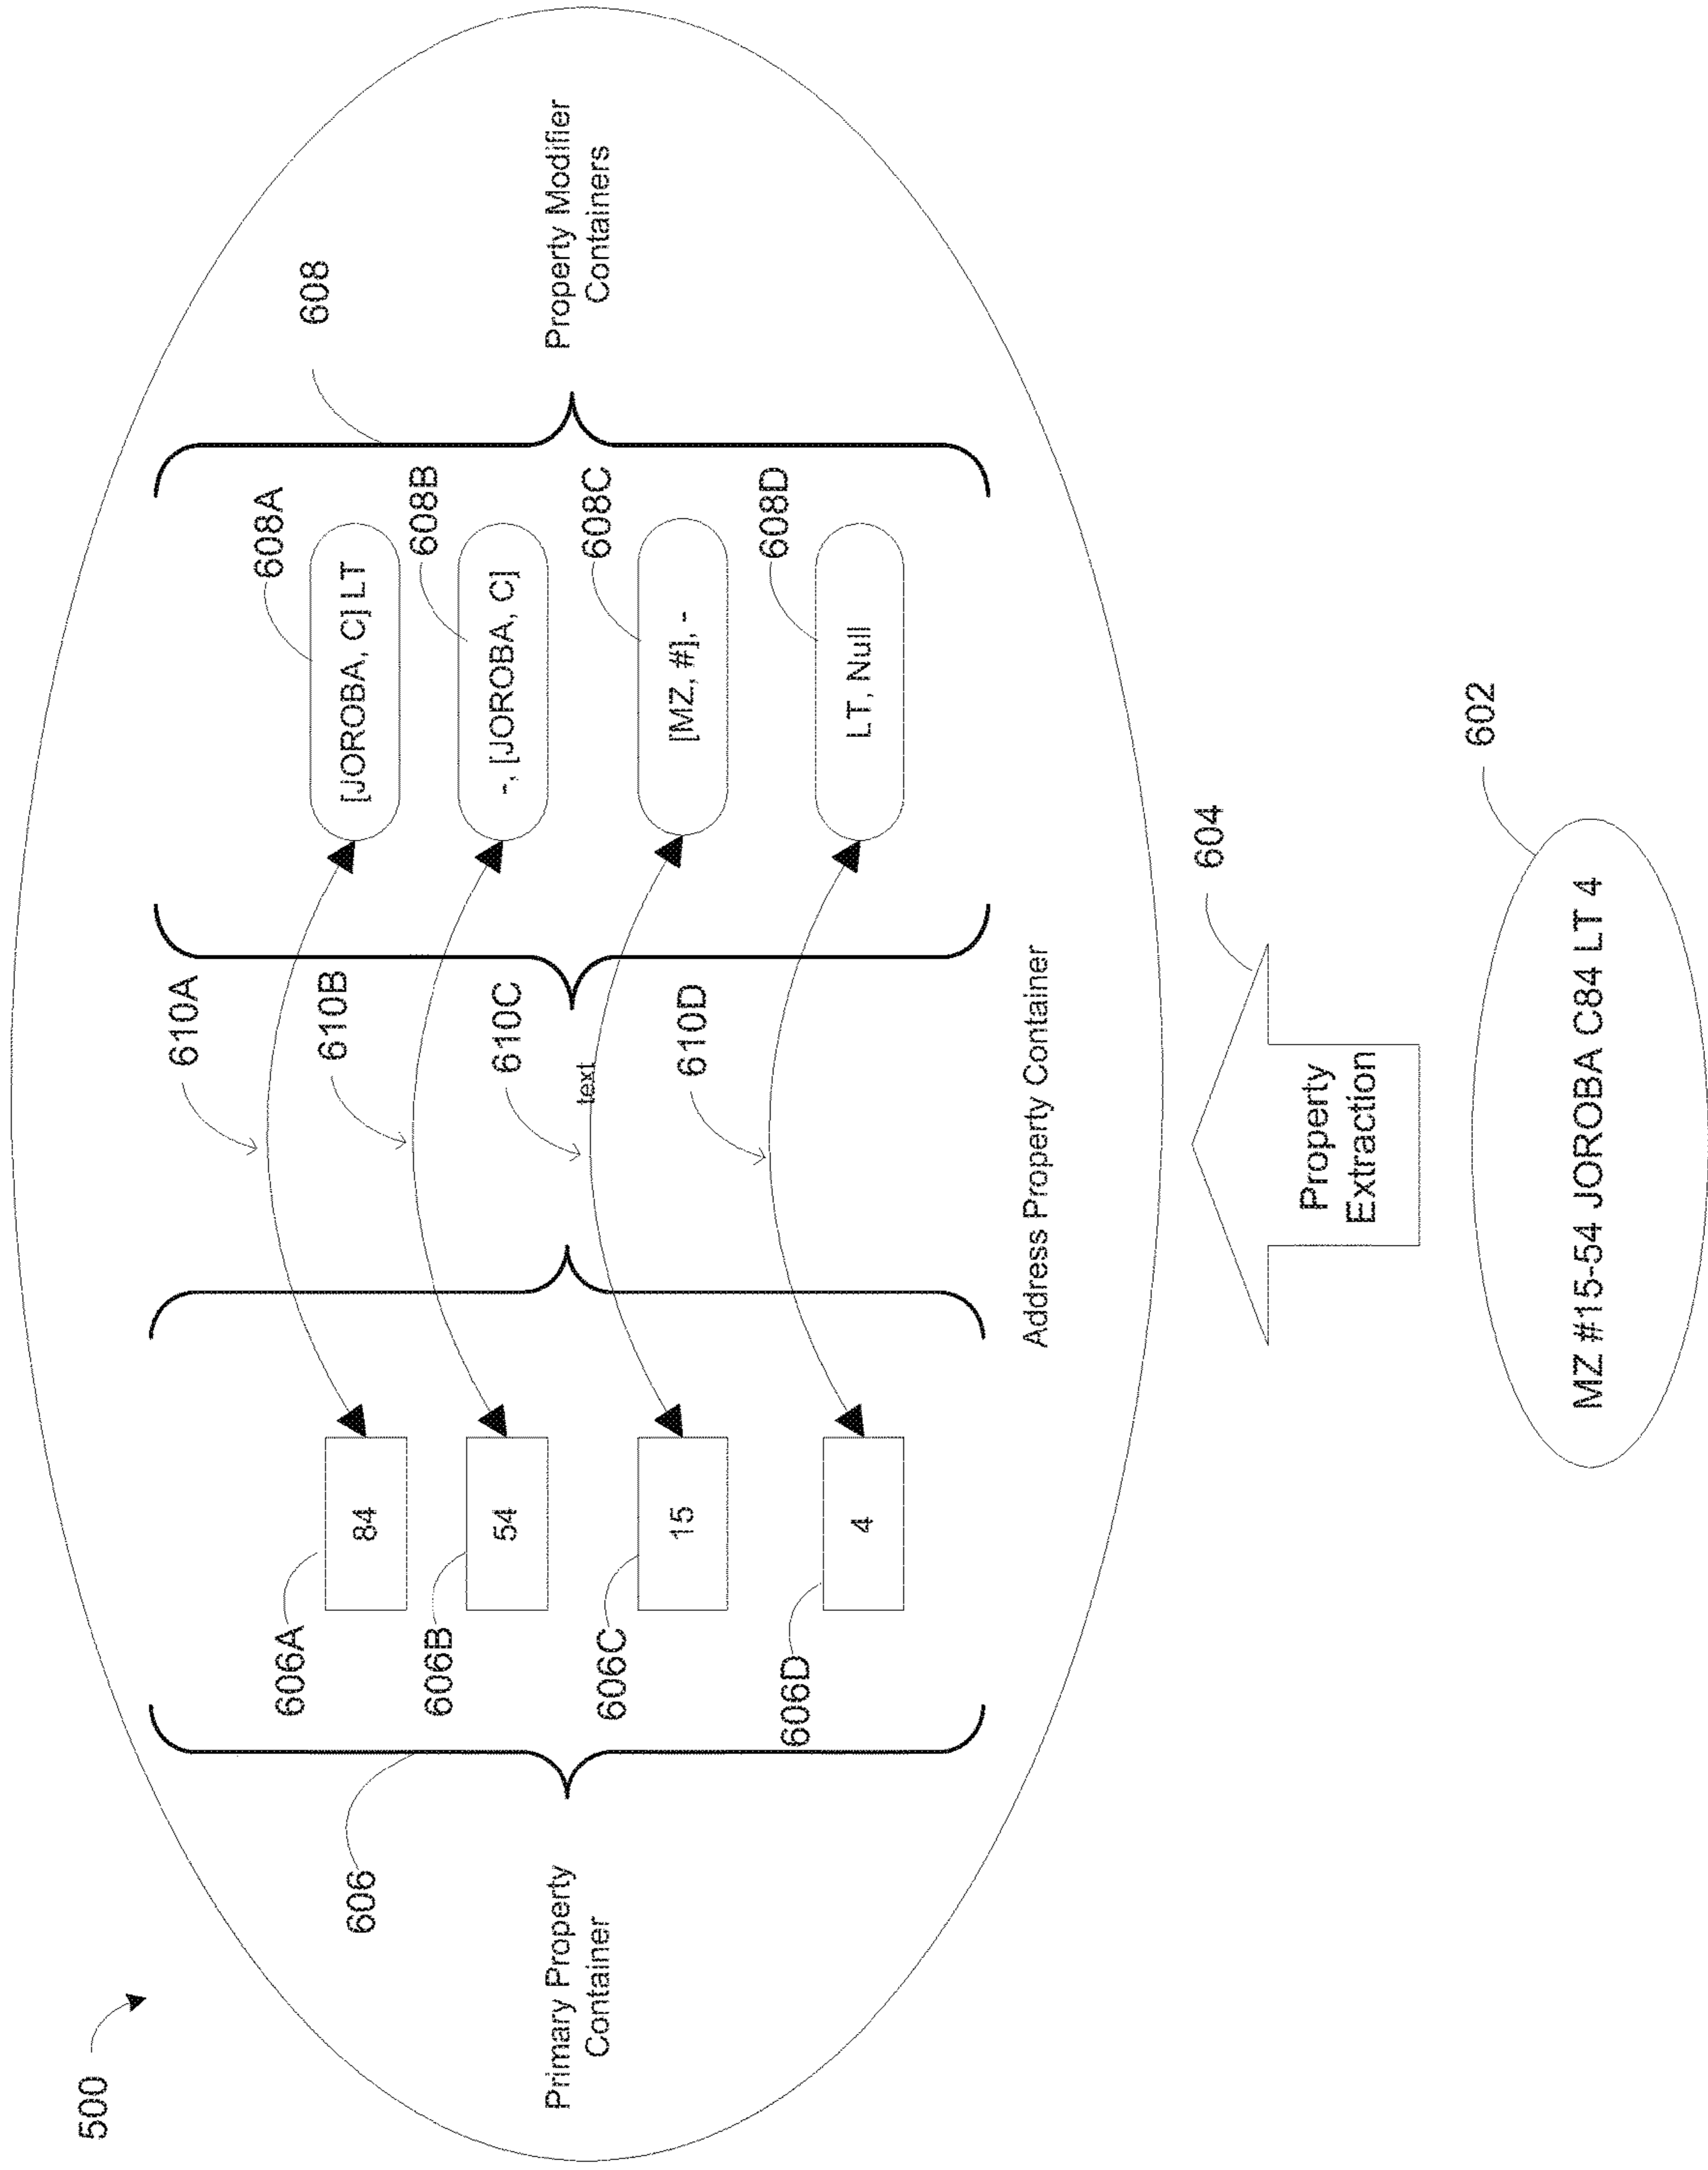 500
606
Primary Property
Container
606A
606B
606C
606D
84
54
15
4
610A
610B
610C
text
610D
Address Property Container
608A
608B
608C
608D
[JOROBA, C] LT
-, [JOROBA, C]
[MZ, #], -
LT, Null
608
Property Modifier
Containers
604
Property
Extraction
602
MZ #15-54 JOROBA C84 LT 4